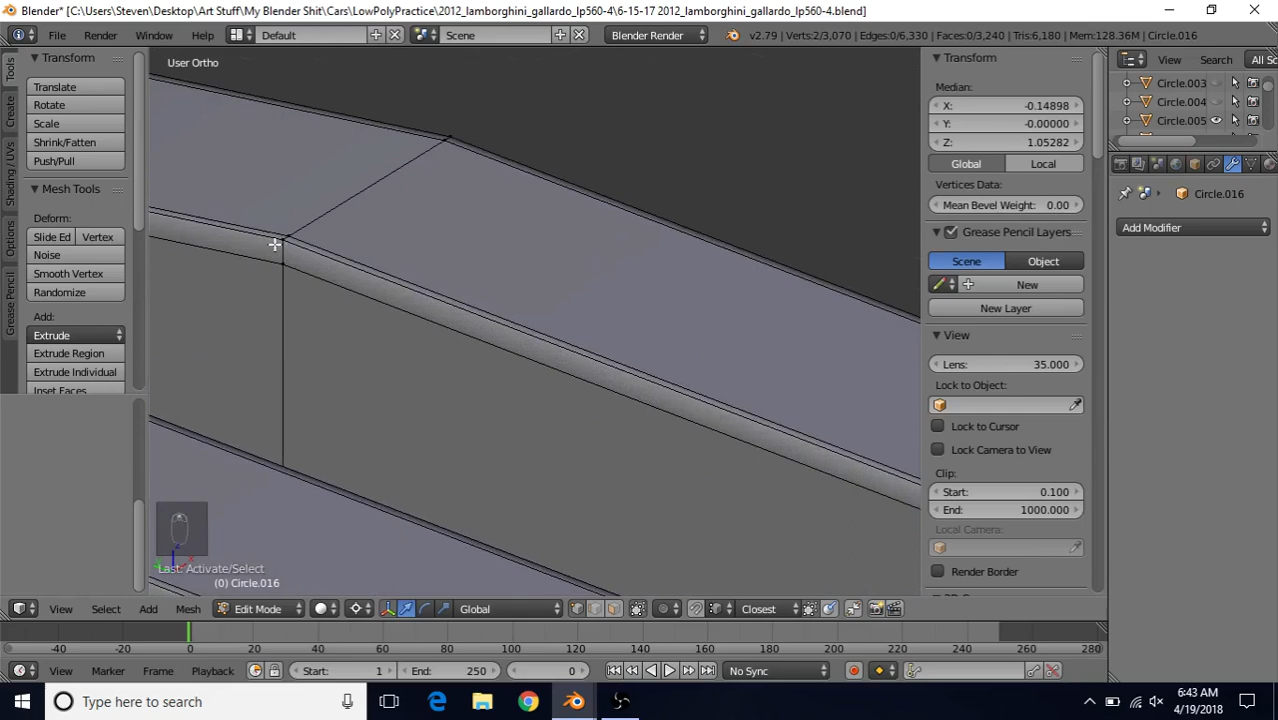 Blender* [C:\Users\Steven\Desktop\Art Stuff\My Blender Shit\Cars\LowPolyPractice\2012_lamborghini_gallardo_lp560-4\6-15-17 2012_lamborghini_gallardo_lp560-4.blend]
File Render Window Help Default Scene Blender Render v2.79 | Verts:2/3,070 | Edges:0/6,330 | Faces:0/3,240 | Tris:6,180 | Mem:128.36M | Circle.016
View Search All Sc
Tools
Create
Shading / UVs
Options
Grease Pencil
Transform
Translate
Rotate
Scale
Shrink/Fatten
Push/Pull
Mesh Tools
Deform:
Slide Ed Vertex
Noise
Smooth Vertex
Randomize
Add:
Extrude
Extrude Region
Extrude Individual
Inset Faces
User Ortho
Last: Activate/Select
(0) Circle.016
Transform
Median:
X: -0.14898
Y: -0.00000
Z: 1.05282
Global Local
Vertices Data:
Mean Bevel Weight: 0.00
Grease Pencil Layers
Scene Object
New
New Layer
View
Lens: 35.000
Lock to Object:
Lock to Cursor
Lock Camera to View
Clip:
Start: 0.100
End: 1000.000
Local Camera:
Render Border
Circle.003
Circle.004
Circle.005
Circle.016
Add Modifier
View Select Add Mesh Edit Mode Global Closest
-40 -20 0 20 40 60 80 100 120 140 160 180 200 220 240 260 280
View Marker Frame Playback Start: 1 End: 250 0 No Sync
Type here to search
6:43 AM
4/19/2018